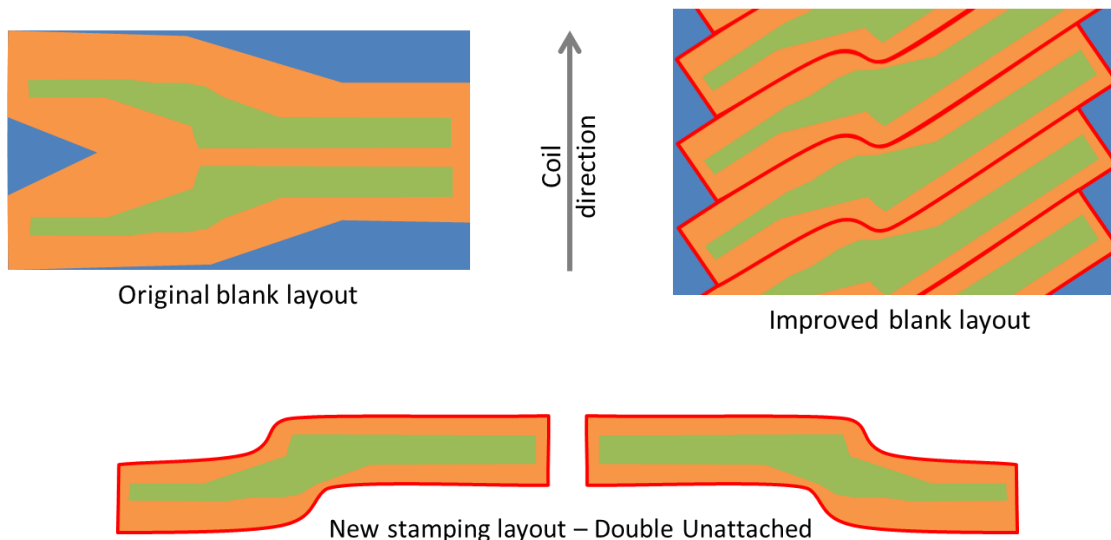 Original blank layout
Coil
direction
Improved blank layout
New stamping layout – Double Unattached